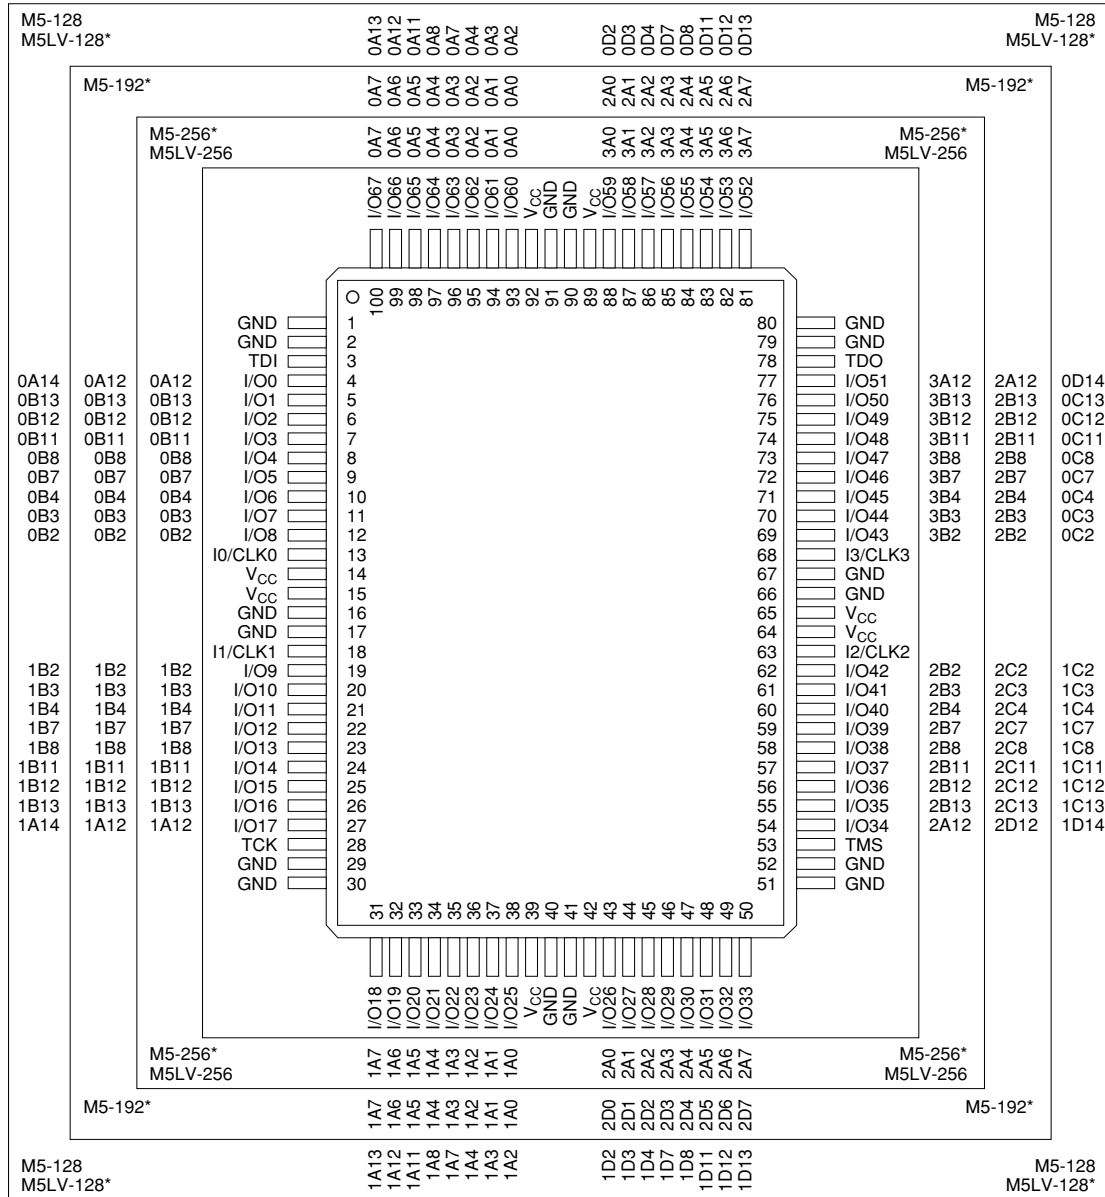 M5-128 0A13 0A12 0A11 0A8 0A7 0A4 0A3 0A2 0D2 0D3 0D4 0D7 0D8 0D11 0D12 0D13 M5-128
M5LV-128* M5LV-128*
M5-192* 0A7 0A6 0A5 0A4 0A3 0A2 0A1 0A0 2A0 2A1 2A2 2A3 2A4 2A5 2A6 2A7 M5-192*
M5-256* 0A7 0A6 0A5 0A4 0A3 0A2 0A1 0A0 3A0 3A1 3A2 3A3 3A4 3A5 3A6 3A7 M5-256*
M5LV-256 M5LV-256
I/O67 I/O66 I/O65 I/O64 I/O63 I/O62 I/O61 I/O60 VCC GND GND VCC I/O59 I/O58 I/O57 I/O56 I/O55 I/O54 I/O53 I/O52
100 99 98 97 96 95 94 93 92 91 90 89 88 87 86 85 84 83 82 81
GND 1 80 GND
GND 2 79 GND
TDI 3 78 TDO
0A14 0A12 0A12 I/O0 4 77 I/O51 3A12 2A12 0D14
0B13 0B13 0B13 I/O1 5 76 I/O50 3B13 2B13 0C13
0B12 0B12 0B12 I/O2 6 75 I/O49 3B12 2B12 0C12
0B11 0B11 0B11 I/O3 7 74 I/O48 3B11 2B11 0C11
0B8 0B8 0B8 I/O4 8 73 I/O47 3B8 2B8 0C8
0B7 0B7 0B7 I/O5 9 72 I/O46 3B7 2B7 0C7
0B4 0B4 0B4 I/O6 10 71 I/O45 3B4 2B4 0C4
0B3 0B3 0B3 I/O7 11 70 I/O44 3B3 2B3 0C3
0B2 0B2 0B2 I/O8 12 69 I/O43 3B2 2B2 0C2
I0/CLK0 13 68 I3/CLK3
VCC 14 67 GND
VCC 15 66 GND
GND 16 65 VCC
GND 17 64 VCC
I1/CLK1 18 63 I2/CLK2
1B2 1B2 1B2 I/O9 19 62 I/O42 2B2 2C2 1C2
1B3 1B3 1B3 I/O10 20 61 I/O41 2B3 2C3 1C3
1B4 1B4 1B4 I/O11 21 60 I/O40 2B4 2C4 1C4
1B7 1B7 1B7 I/O12 22 59 I/O39 2B7 2C7 1C7
1B8 1B8 1B8 I/O13 23 58 I/O38 2B8 2C8 1C8
1B11 1B11 1B11 I/O14 24 57 I/O37 2B11 2C11 1C11
1B12 1B12 1B12 I/O15 25 56 I/O36 2B12 2C12 1C12
1B13 1B13 1B13 I/O16 26 55 I/O35 2B13 2C13 1C13
1A14 1A12 1A12 I/O17 27 54 I/O34 2A12 2D12 1D14
TCK 28 53 TMS
GND 29 52 GND
GND 30 51 GND
31 32 33 34 35 36 37 38 39 40 41 42 43 44 45 46 47 48 49 50
I/O18 I/O19 I/O20 I/O21 I/O22 I/O23 I/O24 I/O25 VCC GND GND VCC I/O26 I/O27 I/O28 I/O29 I/O30 I/O31 I/O32 I/O33
M5-256* 1A7 1A6 1A5 1A4 1A3 1A2 1A1 1A0 2A0 2A1 2A2 2A3 2A4 2A5 2A6 2A7 M5-256*
M5LV-256 M5LV-256
M5-192* 1A7 1A6 1A5 1A4 1A3 1A2 1A1 1A0 2D0 2D1 2D2 2D3 2D4 2D5 2D6 2D7 M5-192*
M5-128 1A13 1A12 1A11 1A8 1A7 1A4 1A3 1A2 1D2 1D3 1D4 1D7 1D8 1D11 1D12 1D13 M5-128
M5LV-128* M5LV-128*